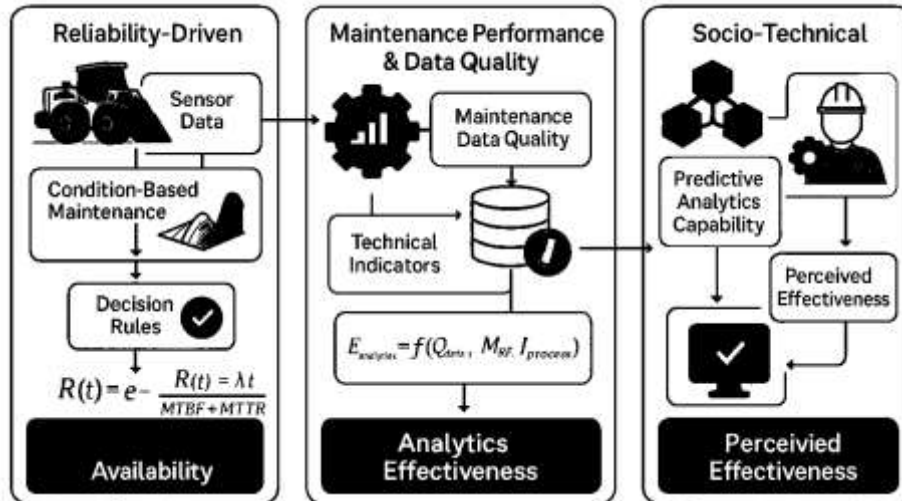 Reliability-Driven
Sensor
Data
Condition-Based
Maintenance
Decision
Rules
R(t) = e - R(t) = λ t
MTBF + MTTR
Availability
Maintenance Performance
& Data Quality
Maintenance
Data Quality
Technical
Indicators
E = f(Q , M I process)
Analytics
Effectiveness
Socio-Technical
Predictive
Analytics
Capability
Perceived
Effectiveness
Perceivied
Effectiveness